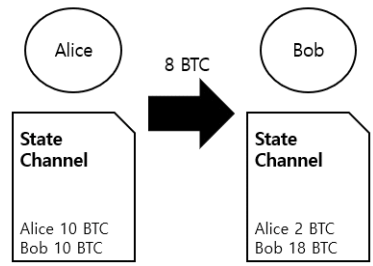 Alice
8 BTC
Bob
State
Channel
Alice 10 BTC
Bob 10 BTC
State
Channel
Alice 2 BTC
Bob 18 BTC